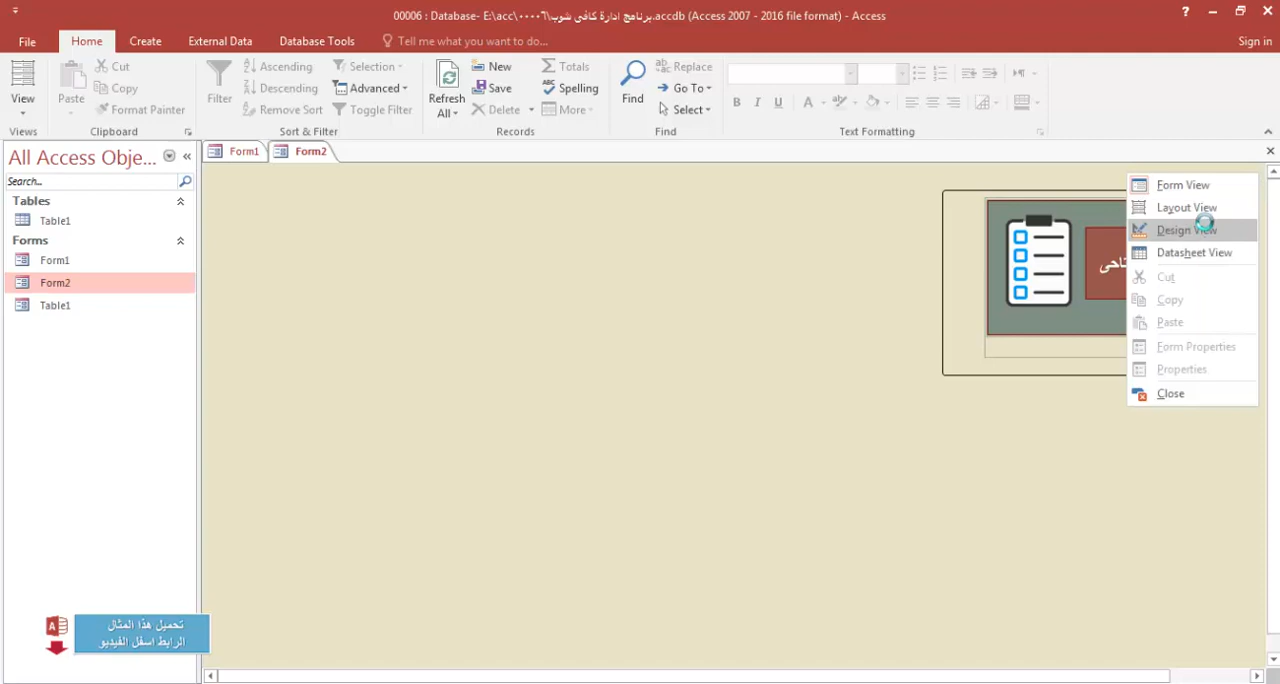 00006 : Database- E:\acc\٠٠٠٠٦\برنامج ادارة كافى شوب.accdb (Access 2007 - 2016 file format) - Access
?
File
Home
Create
External Data
Database Tools
Tell me what you want to do...
Sign in
View
Views
Paste
Cut
Copy
Format Painter
Clipboard
Filter
Ascending
Descending
Remove Sort
Selection
Advanced
Toggle Filter
Sort & Filter
Refresh
All
New
Save
Delete
Totals
Spelling
More
Records
Find
Replace
Go To
Select
Find
B I U A
Text Formatting
All Access Obje...
Search...
Tables
Table1
Forms
Form1
Form2
Table1
Form1
Form2
Form View
Layout View
Design View
Datasheet View
Cut
Copy
Paste
Form Properties
Properties
Close
تحميل هذا المثال
الرابط اسفل الفيديو